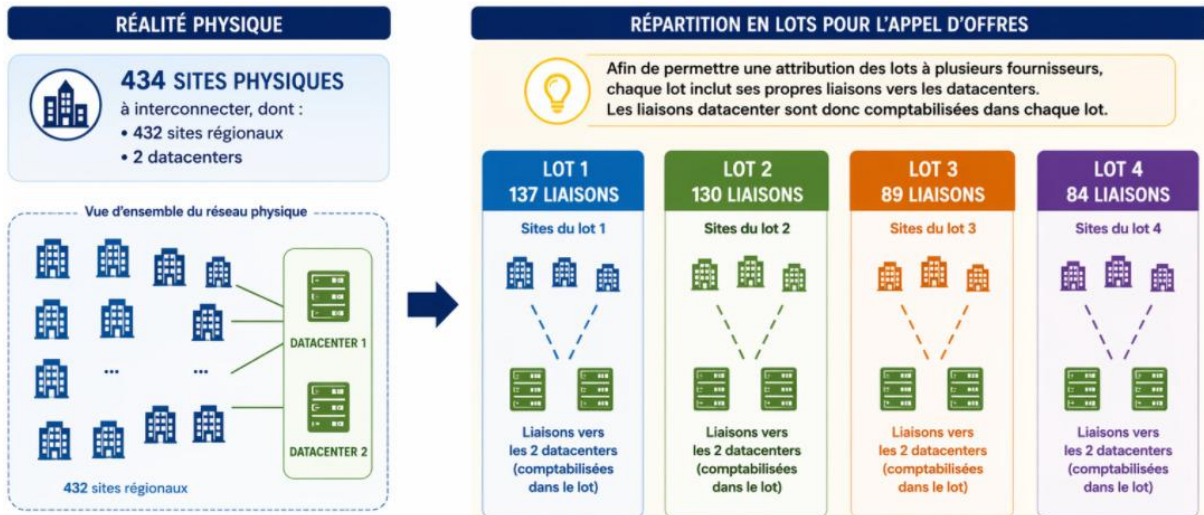 RÉALITÉ PHYSIQUE
434 SITES PHYSIQUES
à interconnecter, dont :
• 432 sites régionaux
• 2 datacenters
Vue d'ensemble du réseau physique
...
...
DATACENTER 1
DATACENTER 2
432 sites régionaux
RÉPARTITION EN LOTS POUR L'APPEL D'OFFRES
Afin de permettre une attribution des lots à plusieurs fournisseurs,
chaque lot inclut ses propres liaisons vers les datacenters.
Les liaisons datacenter sont donc comptabilisées dans chaque lot.
LOT 1
137 LIAISONS
Sites du lot 1
Liaisons vers
les 2 datacenters
(comptabilisées
dans le lot)
LOT 2
130 LIAISONS
Sites du lot 2
Liaisons vers
les 2 datacenters
(comptabilisées
dans le lot)
LOT 3
89 LIAISONS
Sites du lot 3
Liaisons vers
les 2 datacenters
(comptabilisées
dans le lot)
LOT 4
84 LIAISONS
Sites du lot 4
Liaisons vers
les 2 datacenters
(comptabilisées
dans le lot)